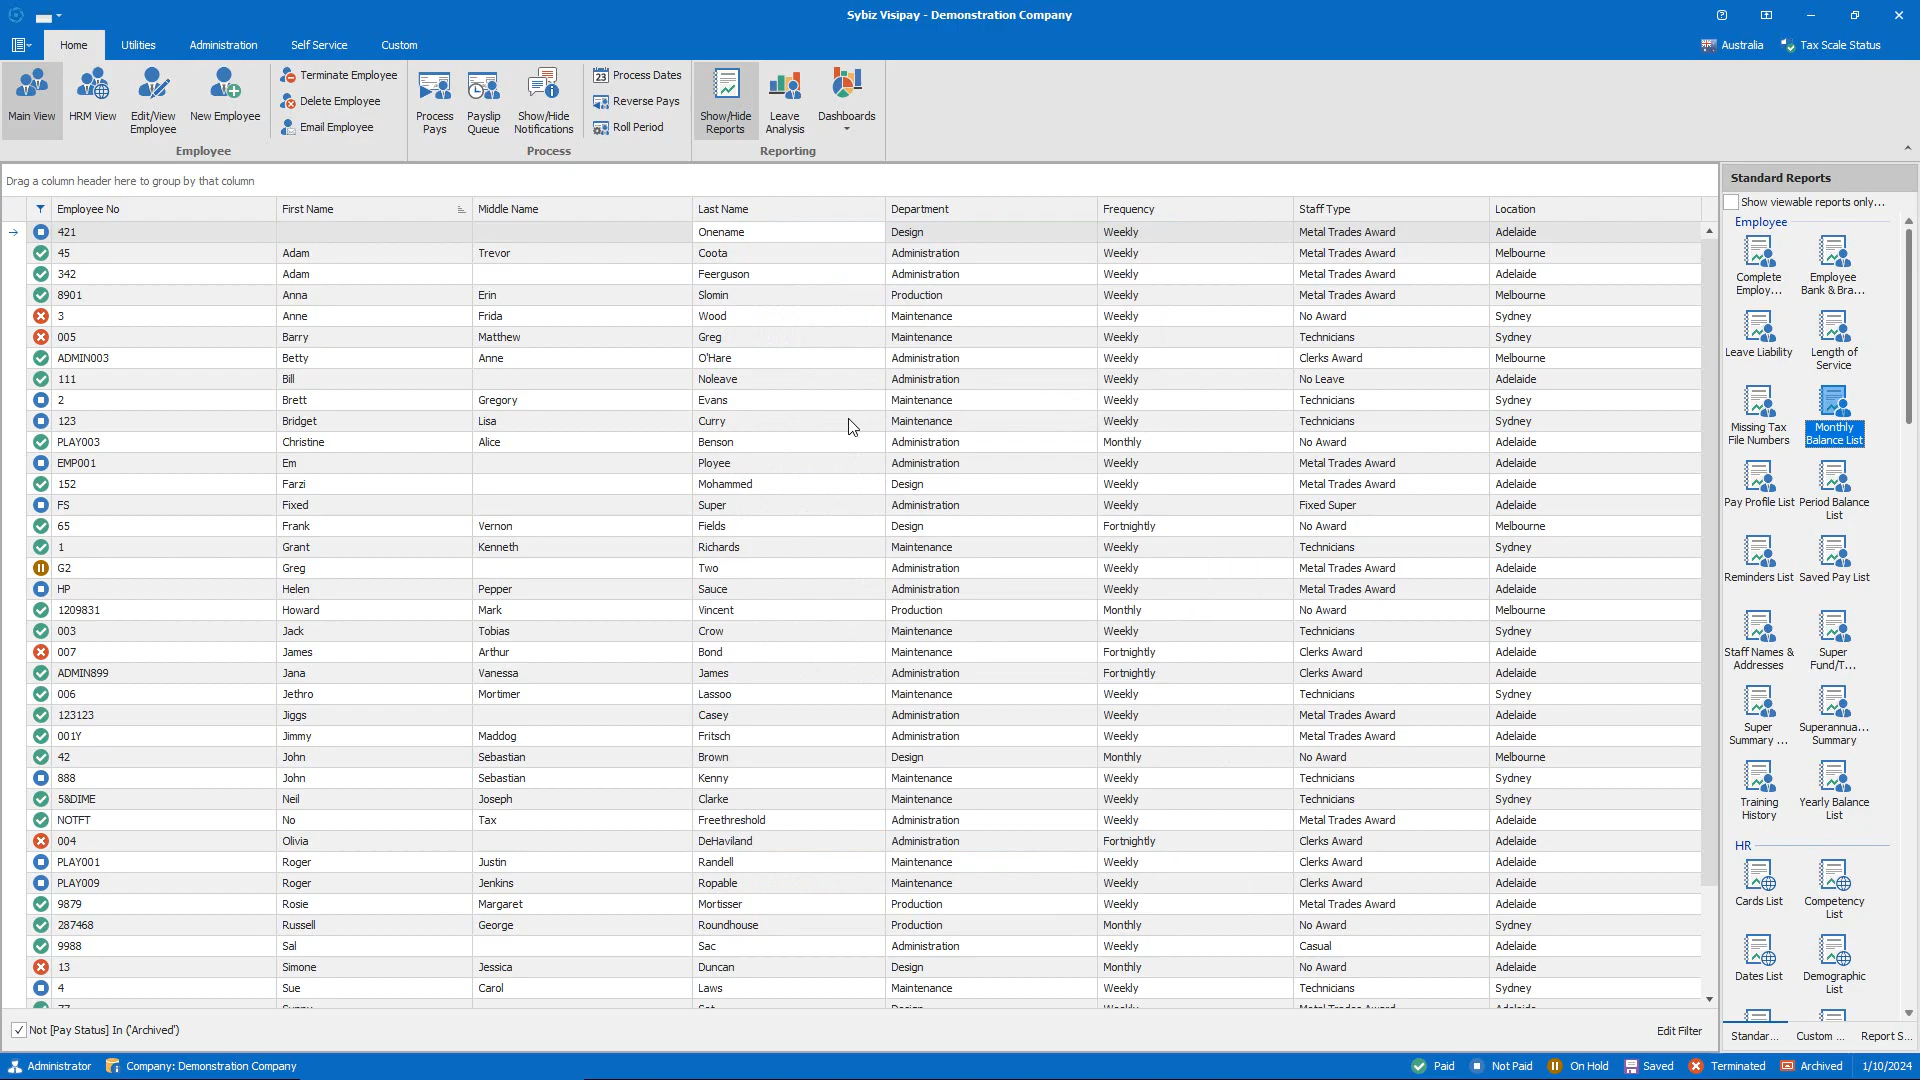 Sybiz Visipay - Demonstration Company
Home Utilities Administration Self Service Custom Australia Tax Scale Status
Main View
HRM View
Edit/View Employee
New Employee
Terminate Employee
Delete Employee
Email Employee
Employee
Process Pays
Payslip Queue
Show/Hide Notifications
23 Process Dates
Reverse Pays
Roll Period
Process
Show/Hide Reports
Leave Analysis
Dashboards
Reporting
Drag a column header here to group by that column
Employee No First Name Middle Name Last Name Department Frequency Staff Type Location
421 Onename Design Weekly Metal Trades Award Adelaide
45 Adam Trevor Coota Administration Weekly Metal Trades Award Melbourne
342 Adam Feerguson Administration Weekly Metal Trades Award Adelaide
8901 Anna Erin Slomin Production Weekly Metal Trades Award Melbourne
3 Anne Frida Wood Maintenance Weekly No Award Sydney
005 Barry Matthew Greg Maintenance Weekly Technicians Sydney
ADMIN003 Betty Anne O'Hare Administration Weekly Clerks Award Melbourne
111 Bill Noleave Administration Weekly No Leave Adelaide
2 Brett Gregory Evans Maintenance Weekly Technicians Sydney
123 Bridget Lisa Curry Maintenance Weekly Technicians Sydney
PLAY003 Christine Alice Benson Administration Monthly No Award Adelaide
EMP001 Em Ployee Administration Weekly Metal Trades Award Adelaide
152 Farzi Mohammed Design Weekly Metal Trades Award Adelaide
FS Fixed Super Administration Weekly Fixed Super Adelaide
65 Frank Vernon Fields Design Fortnightly No Award Melbourne
1 Grant Kenneth Richards Maintenance Weekly Technicians Sydney
G2 Greg Two Administration Weekly Metal Trades Award Adelaide
HP Helen Pepper Sauce Administration Weekly Metal Trades Award Adelaide
1209831 Howard Mark Vincent Production Monthly No Award Melbourne
003 Jack Tobias Crow Maintenance Weekly Technicians Sydney
007 James Arthur Bond Maintenance Fortnightly Clerks Award Adelaide
ADMIN899 Jana Vanessa James Administration Fortnightly Clerks Award Adelaide
006 Jethro Mortimer Lassoo Maintenance Weekly Technicians Sydney
123123 Jiggs Casey Administration Weekly Metal Trades Award Adelaide
001Y Jimmy Maddog Fritsch Administration Weekly Metal Trades Award Adelaide
42 John Sebastian Brown Design Monthly No Award Melbourne
888 John Sebastian Kenny Maintenance Weekly Technicians Sydney
5&DIME Neil Joseph Clarke Maintenance Weekly Technicians Sydney
NOTFT No Tax Freethreshold Administration Weekly Metal Trades Award Adelaide
004 Olivia DeHaviland Administration Fortnightly Clerks Award Adelaide
PLAY001 Roger Justin Randell Maintenance Weekly Clerks Award Adelaide
PLAY009 Roger Jenkins Ropable Maintenance Weekly Clerks Award Adelaide
9879 Rosie Margaret Mortisser Production Weekly Metal Trades Award Adelaide
287468 Russell George Roundhouse Production Monthly No Award Sydney
9988 Sal Sac Administration Weekly Casual Adelaide
13 Simone Jessica Duncan Design Monthly No Award Adelaide
4 Sue Carol Laws Maintenance Weekly Technicians Sydney
Not [Pay Status] In ('Archived') Edit Filter
Standard Reports
Show viewable reports only...
Employee
Complete Employ...
Employee Bank & Bra...
Leave Liability
Length of Service
Missing Tax File Numbers
Monthly Balance List
Pay Profile List
Period Balance List
Reminders List
Saved Pay List
Staff Names & Addresses
Super Fund/T...
Super Summary ...
Superannua... Summary
Training History
Yearly Balance List
HR
Cards List
Competency List
Dates List
Demographic List
Standar... Custom ... Report S...
Administrator Company: Demonstration Company Paid Not Paid On Hold Saved Terminated Archived 1/10/2024